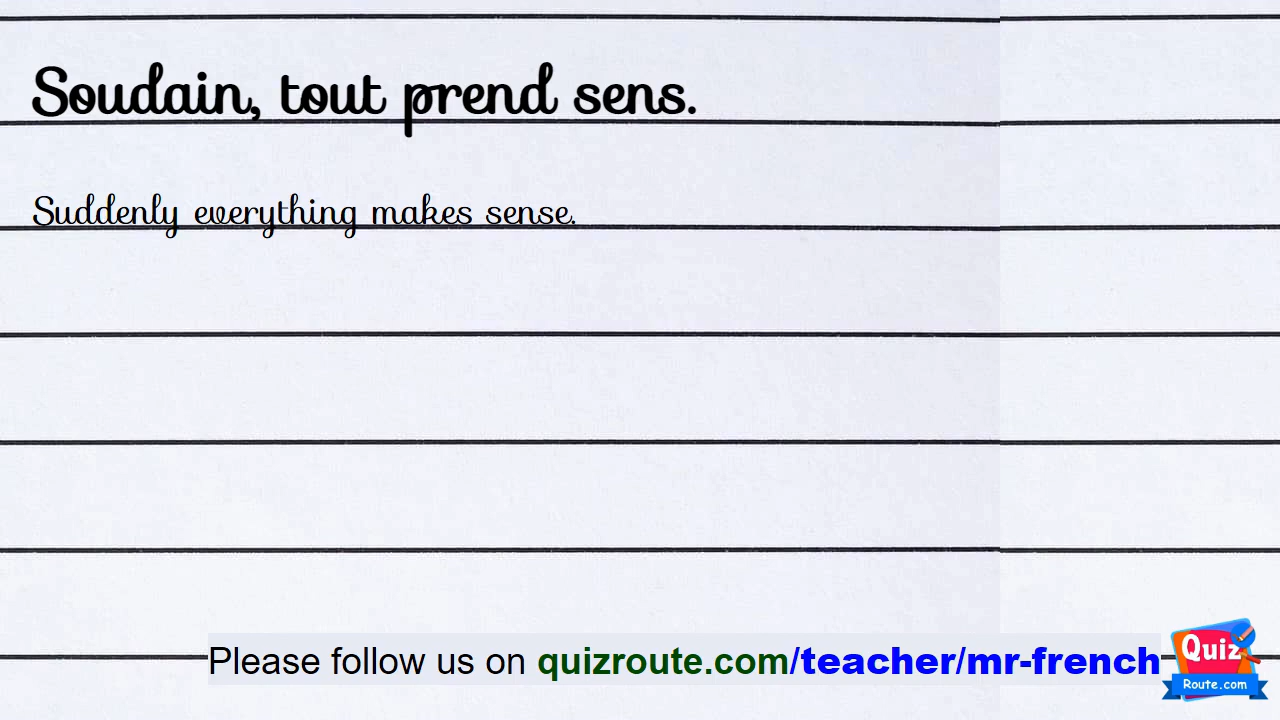 Soudain, tout prend sens.
Suddenly everything makes sense.
Please follow us on quizroute.com/teacher/mr-french
Quiz
Route.com